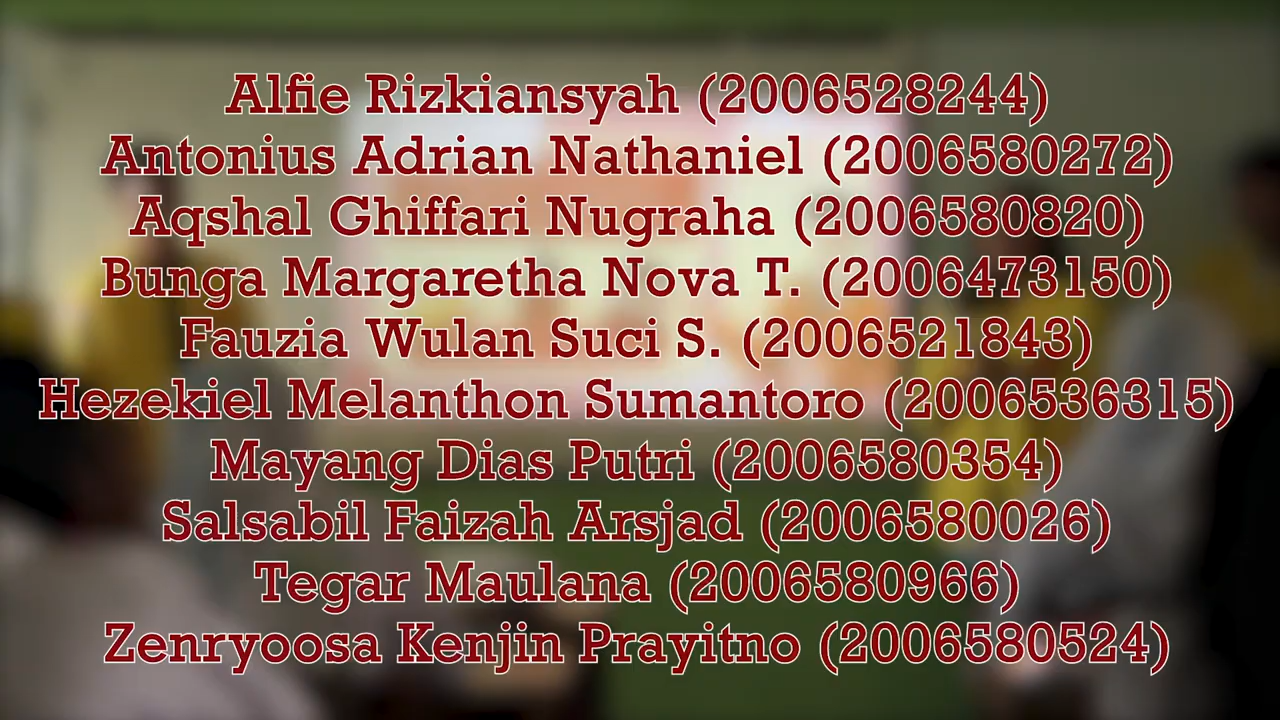 Alfie Rizkiansyah (2006528244)
Antonius Adrian Nathaniel (2006580272)
Aqshal Ghiffari Nugraha (2006580820)
Bunga Margaretha Nova T. (2006473150)
Fauzia Wulan Suci S. (2006521843)
Hezekiel Melanthon Sumantoro (2006536315)
Mayang Dias Putri (2006580354)
Salsabil Faizah Arsjad (2006580026)
Tegar Maulana (2006580966)
Zenryoosa Kenjin Prayitno (2006580524)